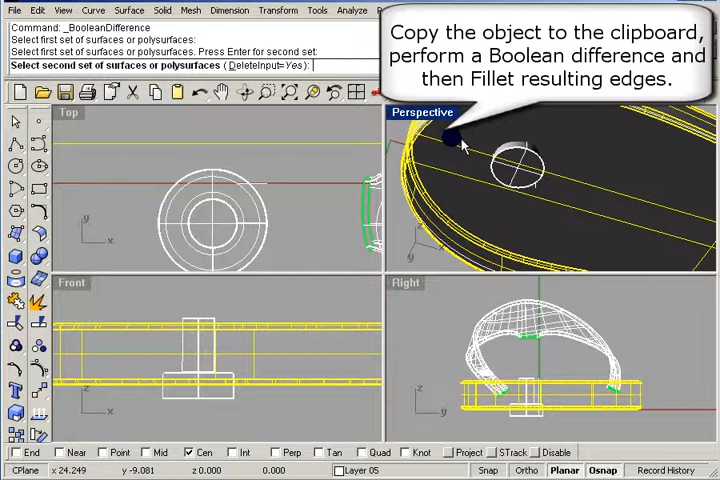 File Edit View Curve Surface Solid Mesh Dimension Transform Tools Analyze
Command: _BooleanDifference
Select first set of surfaces or polysurfaces:
Select first set of surfaces or polysurfaces. Press Enter for second set:
Select second set of surfaces or polysurfaces ( DeleteInput=Yes ):
Copy the object to the clipboard,
perform a Boolean difference and
then Fillet resulting edges.
Top
y
x
Perspective
z
y
x
Front
z
x
Right
z
y
End Near Point Mid Cen Int Perp Tan Quad Knot Project STrack Disable
CPlane x 24.249 y -9.081 z 0.000 0.000 Layer 05 Snap Ortho Planar Osnap Record History